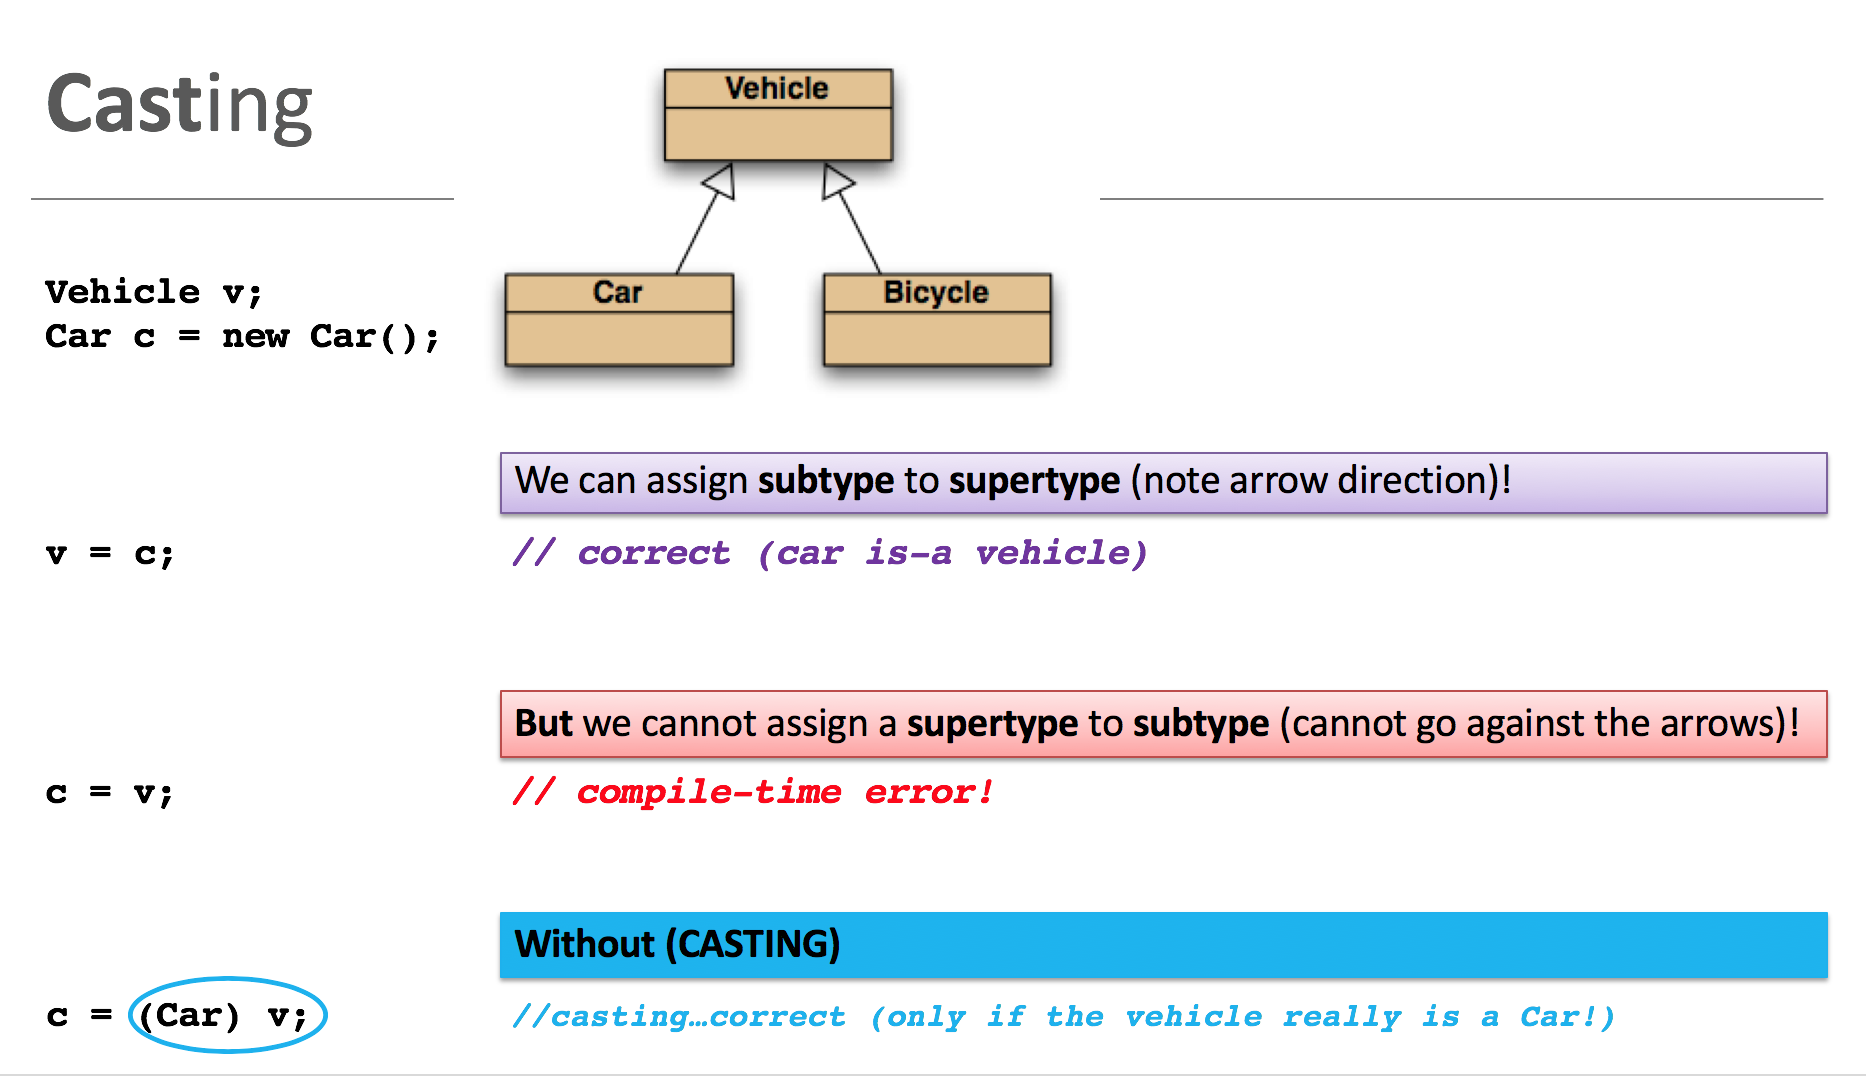 Casting
Vehicle
Car
Bicycle
Vehicle v;
Car c = new Car();
We can assign subtype to supertype (note arrow direction)!
v = c;
// correct (car is-a vehicle)
But we cannot assign a supertype to subtype (cannot go against the arrows)!
c = v;
// compile-time error!
Without (CASTING)
c = (Car) v;
//casting…correct (only if the vehicle really is a Car!)